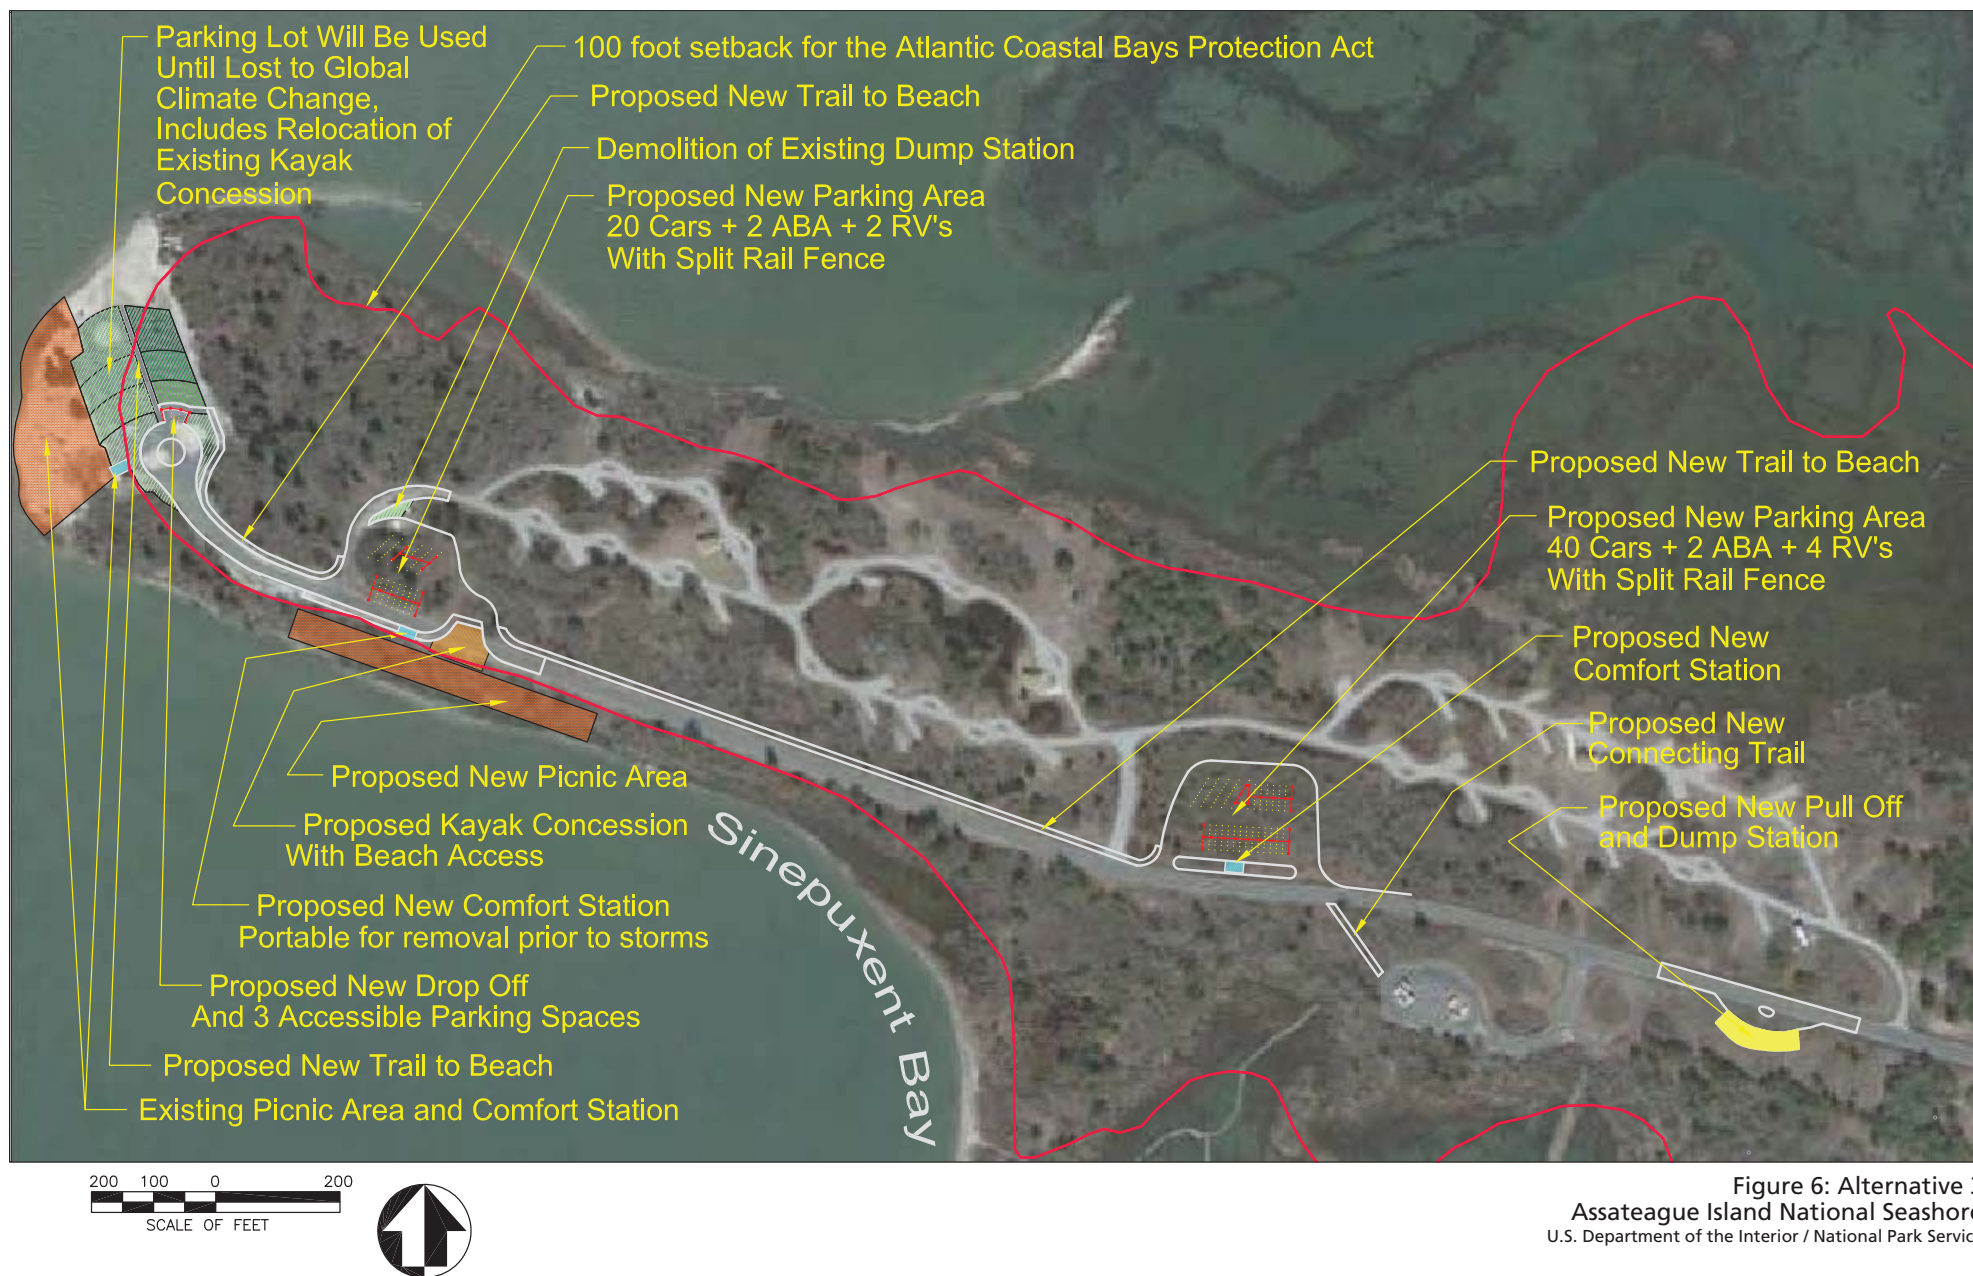 Parking Lot Will Be Used
Until Lost to Global
Climate Change,
Includes Relocation of
Existing Kayak
Concession
100 foot setback for the Atlantic Coastal Bays Protection Act
Proposed New Trail to Beach
Demolition of Existing Dump Station
Proposed New Parking Area
20 Cars + 2 ABA + 2 RV's
With Split Rail Fence
Proposed New Trail to Beach
Proposed New Parking Area
40 Cars + 2 ABA + 4 RV's
With Split Rail Fence
Proposed New
Comfort Station
Proposed New
Connecting Trail
Proposed New Pull Off
and Dump Station
Proposed New Picnic Area
Proposed Kayak Concession
With Beach Access
Proposed New Comfort Station
Portable for removal prior to storms
Proposed New Drop Off
And 3 Accessible Parking Spaces
Proposed New Trail to Beach
Existing Picnic Area and Comfort Station
Sinepuxent Bay
200 100 0 200
SCALE OF FEET
Figure 6: Alternative
Assateague Island National Seashor
U.S. Department of the Interior / National Park Servic